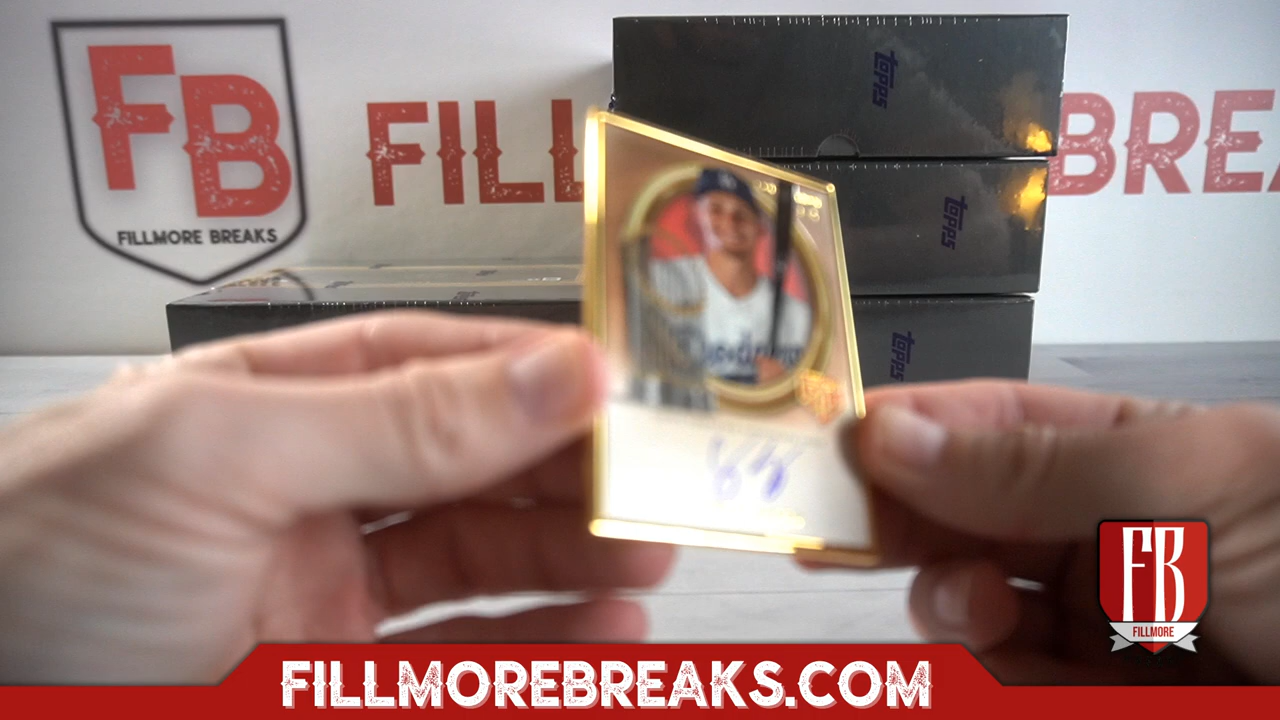 FB
FILLMORE BREAKS
FILL
BREA
topps
topps
topps
Dodgers
FB
FILLMORE
FILLMOREBREAKS.COM